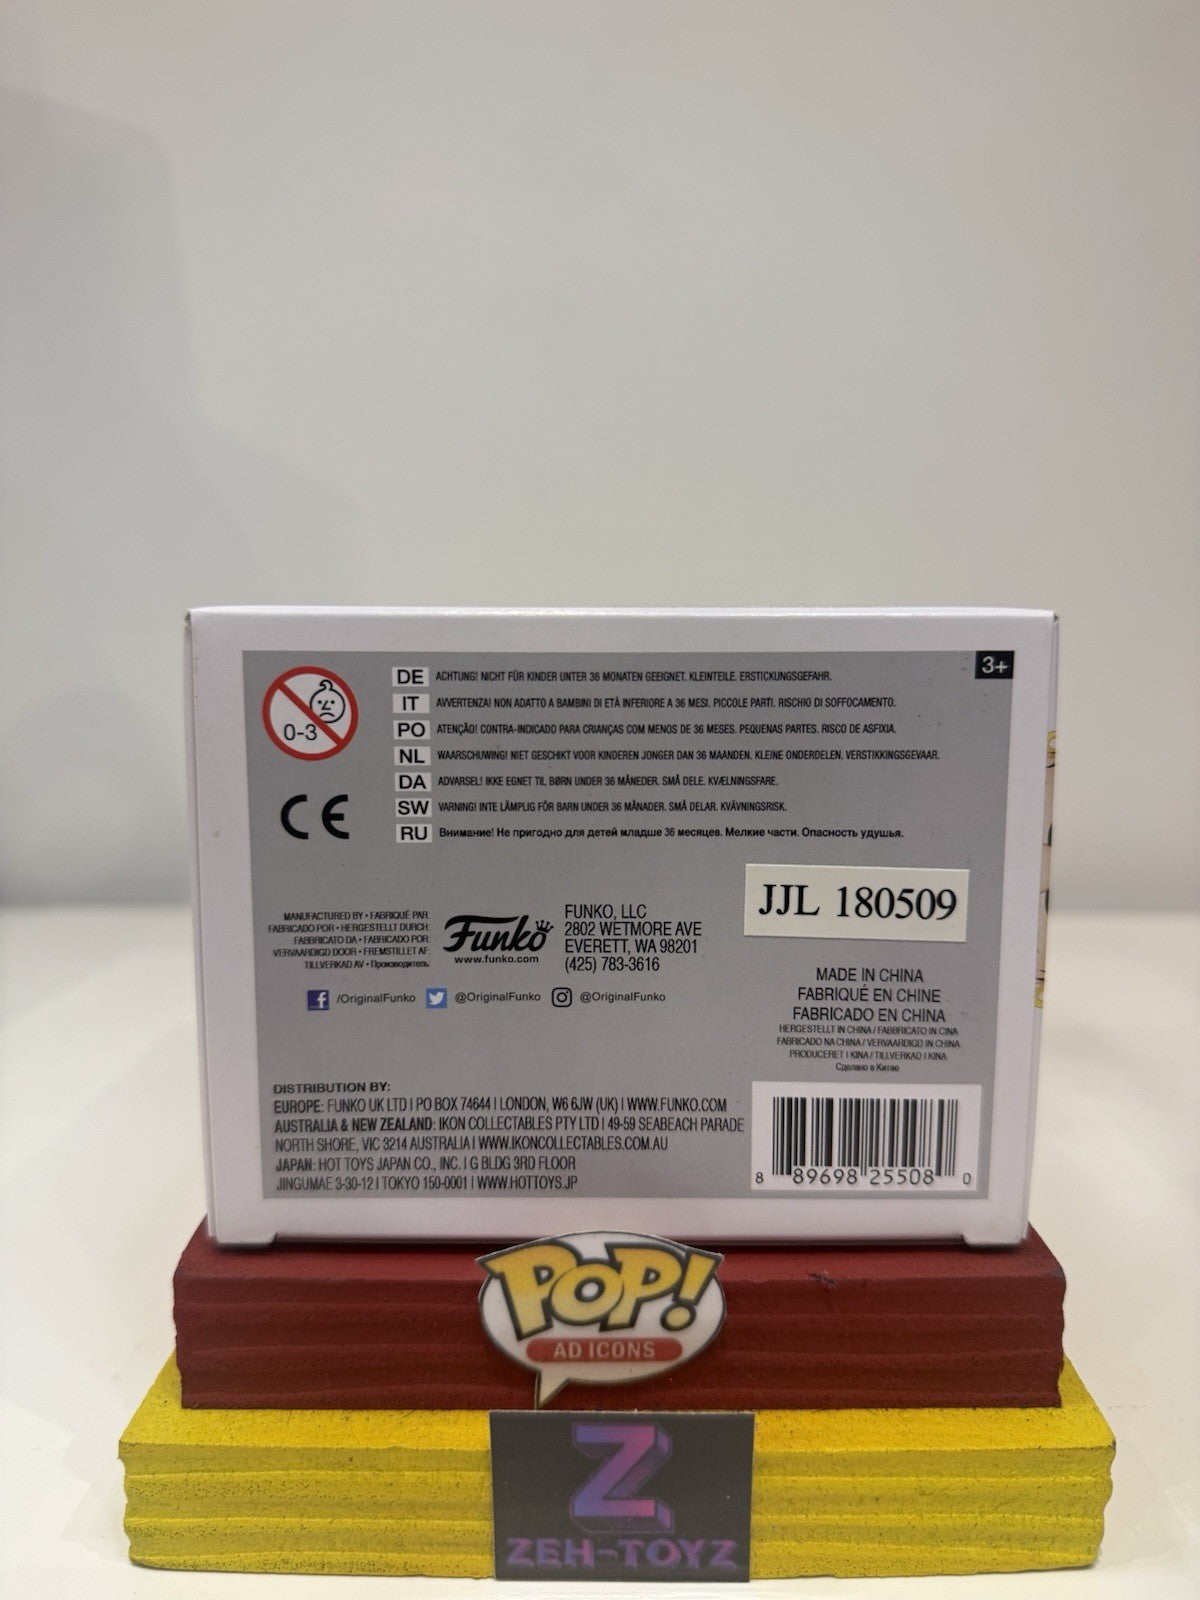 3+
0-3
DE ACHTUNG! NICHT FÜR KINDER UNTER 36 MONATEN GEEIGNET. KLEINTEILE. ERSTICKUNGSGEFAHR.
IT AVVERTENZA! NON ADATTO A BAMBINI DI ETÀ INFERIORE A 36 MESI. PICCOLE PARTI. RISCHIO DI SOFFOCAMENTO.
PO ATENÇÃO! CONTRA-INDICADO PARA CRIANÇAS COM MENOS DE 36 MESES. PEQUENAS PARTES. RISCO DE ASFIXIA.
NL WAARSCHUWING! NIET GESCHIKT VOOR KINDEREN JONGER DAN 36 MAANDEN. KLEINE ONDERDELEN. VERSTIKKINGSGEVAAR.
DA ADVARSEL! IKKE EGNET TIL BØRN UNDER 36 MÅNEDER. SMÅ DELE. KVÆLNINGSFARE.
SW VARNING! INTE LÄMPLIG FÖR BARN UNDER 36 MÅNADER. SMÅ DELAR. KVÄVNINGSRISK.
RU Внимание! Не пригодно для детей младше 36 месяцев. Мелкие части. Опасность удушья.
CE
JJL 180509
MANUFACTURED BY • FABRIQUÉ PAR:
FABRICADO POR • HERGESTELLT DURCH:
FABBRICATO DA • FABRICADO POR:
VERVAARDIGD DOOR • FREMSTILLET AF:
TILLVERKAD AV • Производитель:
Funko
www.funko.com
FUNKO, LLC
2802 WETMORE AVE
EVERETT, WA 98201
(425) 783-3616
/OriginalFunko @OriginalFunko @OriginalFunko
MADE IN CHINA
FABRIQUÉ EN CHINE
FABRICADO EN CHINA
HERGESTELLT IN CHINA / FABBRICATO IN CINA
FABRICADO NA CHINA / VERVAARDIGD IN CHINA
PRODUCERET I KINA / TILLVERKAD I KINA
Сделано в Китае
DISTRIBUTION BY:
EUROPE: FUNKO UK LTD | PO BOX 74644 | LONDON, W6 6JW (UK) | WWW.FUNKO.COM
AUSTRALIA & NEW ZEALAND: IKON COLLECTABLES PTY LTD | 49-59 SEABEACH PARADE
NORTH SHORE, VIC 3214 AUSTRALIA | WWW.IKONCOLLECTABLES.COM.AU
JAPAN: HOT TOYS JAPAN CO., INC. | G BLDG 3RD FLOOR
JINGUMAE 3-30-12 | TOKYO 150-0001 | WWW.HOTTOYS.JP
8 89698 25508 0
POP!
AD ICONS
Z
ZEH-TOYZ